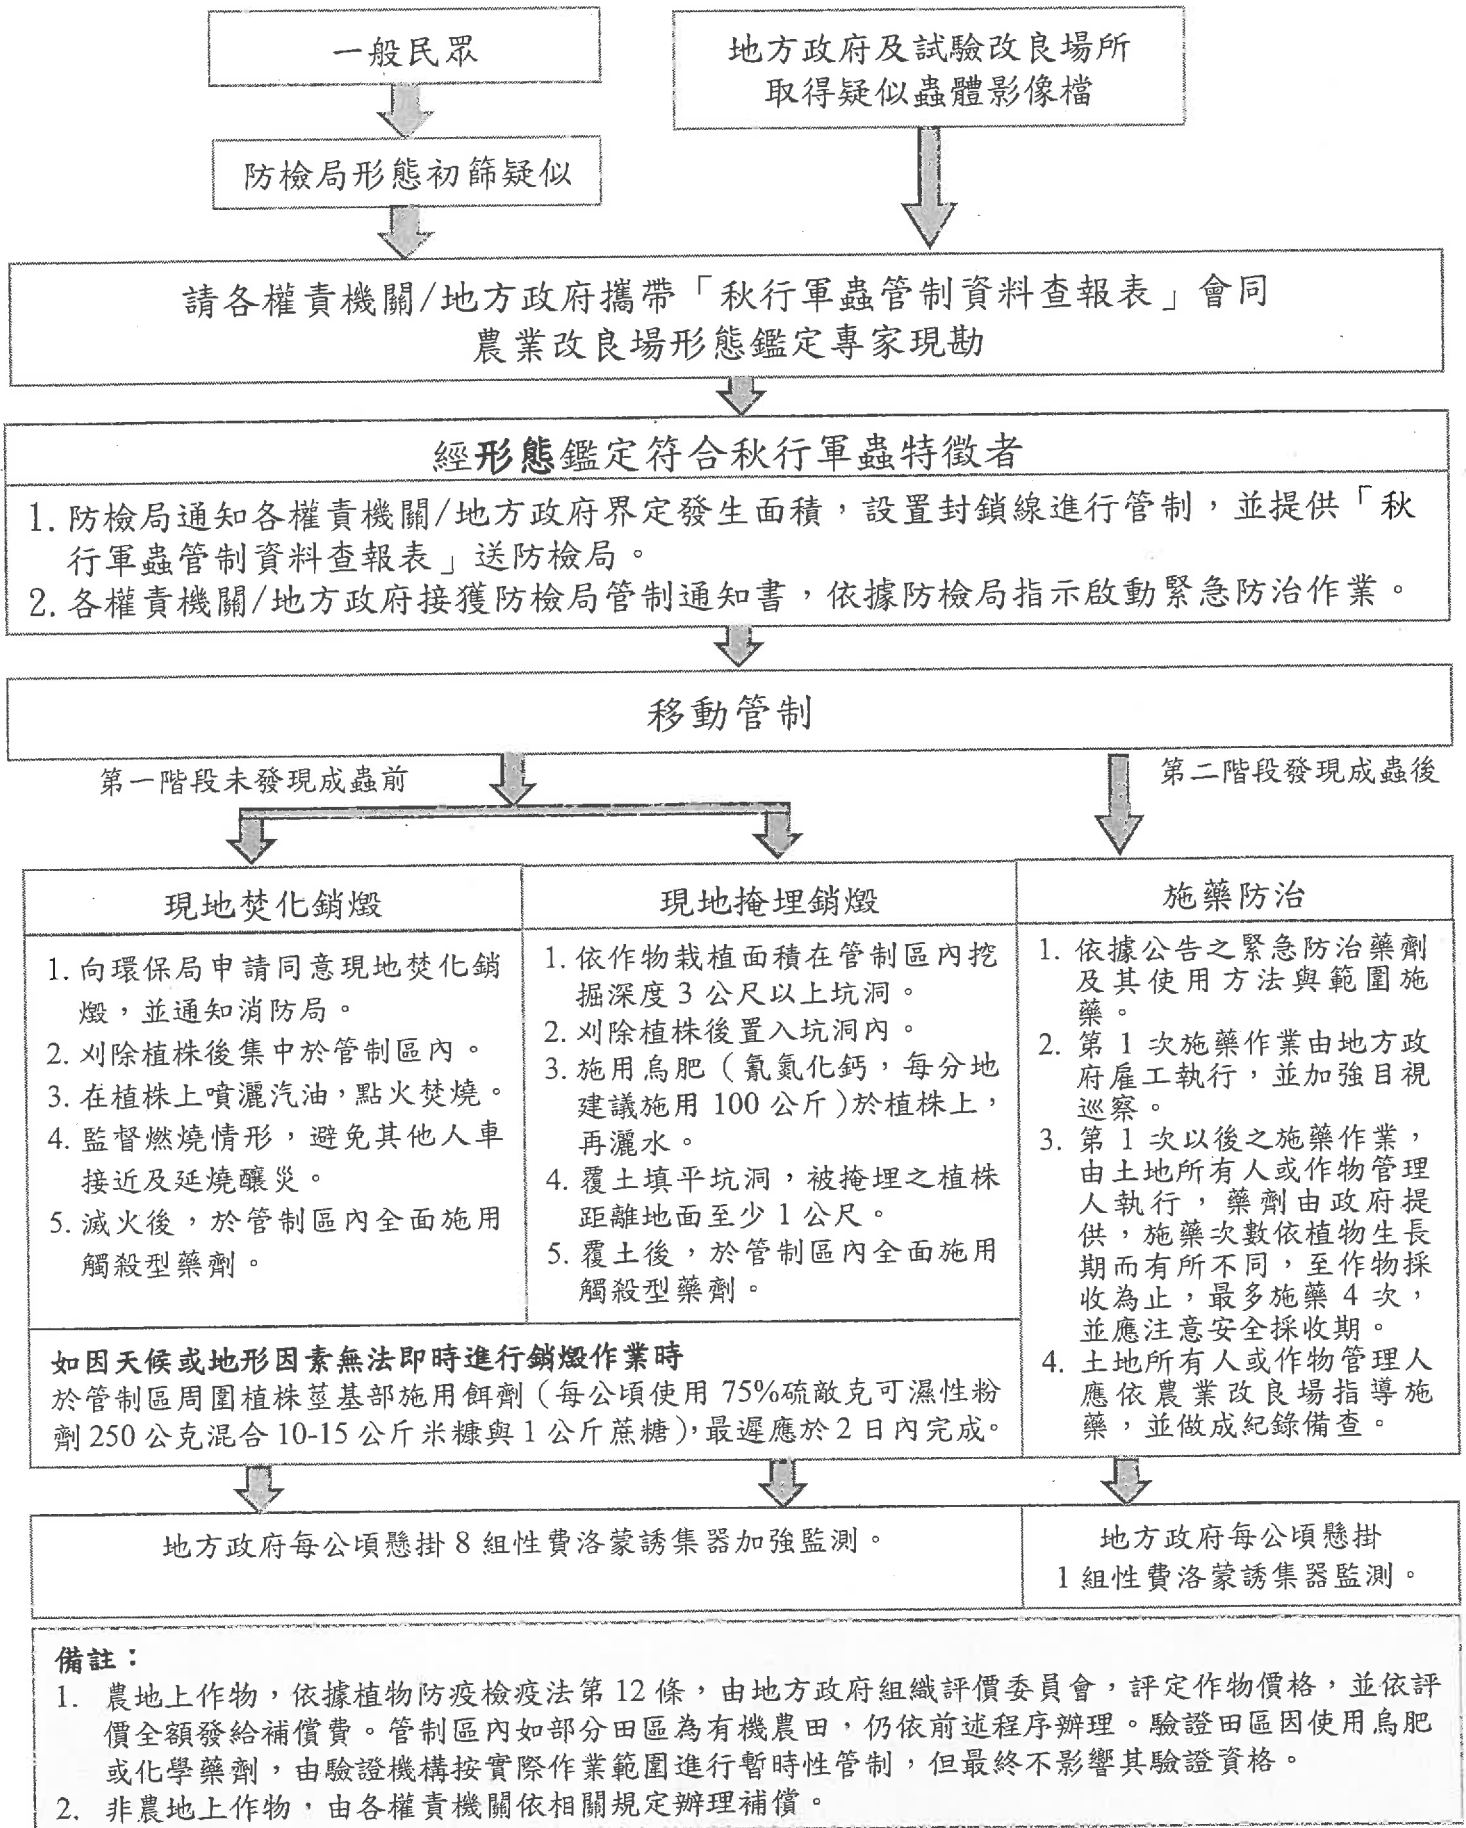 一般民眾
地方政府及試驗改良場所
取得疑似蟲體影像檔
防檢局形態初篩疑似
請各權責機關/地方政府攜帶「秋行軍蟲管制資料查報表」會同
農業改良場形態鑑定專家現勘
經形態鑑定符合秋行軍蟲特徵者
1. 防檢局通知各權責機關/地方政府界定發生面積，設置封鎖線進行管制，並提供「秋
行軍蟲管制資料查報表」送防檢局。
2. 各權責機關/地方政府接獲防檢局管制通知書，依據防檢局指示啟動緊急防治作業。
移動管制
第一階段未發現成蟲前
第二階段發現成蟲後
現地焚化銷燬
1. 向環保局申請同意現地焚化銷
燬，並通知消防局。
2. 刈除植株後集中於管制區內。
3. 在植株上噴灑汽油，點火焚燒。
4. 監督燃燒情形，避免其他人車
接近及延燒釀災。
5. 滅火後，於管制區內全面施用
觸殺型藥劑。
現地掩埋銷燬
1. 依作物栽植面積在管制區內挖
掘深度 3 公尺以上坑洞。
2. 刈除植株後置入坑洞內。
3. 施用烏肥（氰氮化鈣，每分地
建議施用 100 公斤）於植株上，
再灑水。
4. 覆土填平坑洞，被掩埋之植株
距離地面至少 1 公尺。
5. 覆土後，於管制區內全面施用
觸殺型藥劑。
施藥防治
1. 依據公告之緊急防治藥劑
及其使用方法與範圍施
藥。
2. 第 1 次施藥作業由地方政
府雇工執行，並加強目視
巡察。
3. 第 1 次以後之施藥作業，
由土地所有人或作物管理
人執行，藥劑由政府提
供，施藥次數依植物生長
期而有所不同，至作物採
收為止，最多施藥 4 次，
並應注意安全採收期。
4. 土地所有人或作物管理人
應依農業改良場指導施
藥，並做成紀錄備查。
如因天候或地形因素無法即時進行銷燬作業時
於管制區周圍植株莖基部施用餌劑（每公頃使用 75%硫敵克可濕性粉
劑 250 公克混合 10-15 公斤米糠與 1 公斤蔗糖），最遲應於 2 日內完成。
地方政府每公頃懸掛 8 組性費洛蒙誘集器加強監測。
地方政府每公頃懸掛
1 組性費洛蒙誘集器監測。
備註：
1. 農地上作物，依據植物防疫檢疫法第 12 條，由地方政府組織評價委員會，評定作物價格，並依評
價全額發給補償費。管制區內如部分田區為有機農田，仍依前述程序辦理。驗證田區因使用烏肥
或化學藥劑，由驗證機構按實際作業範圍進行暫時性管制，但最終不影響其驗證資格。
2. 非農地上作物，由各權責機關依相關規定辦理補償。